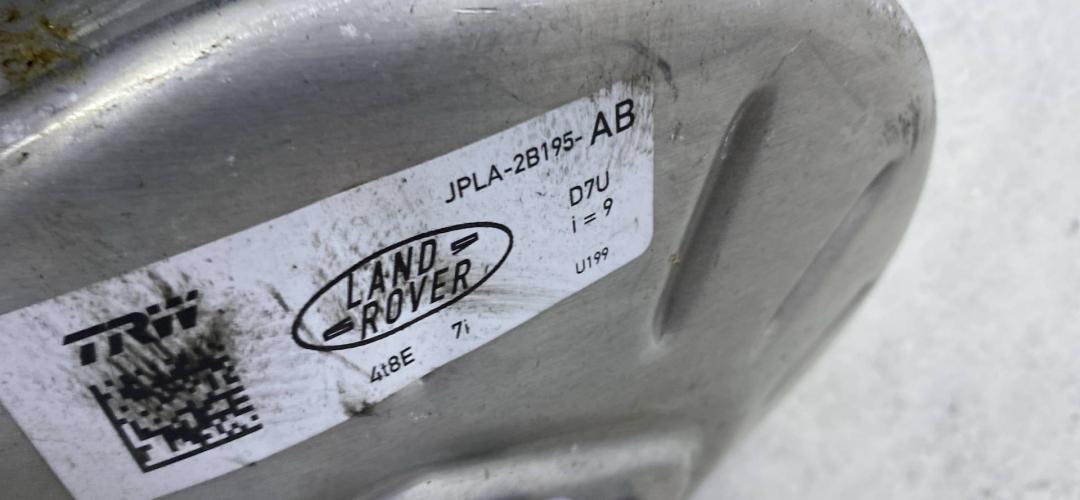 JPLA-2B195-AB
D7U
i = 9
U199
LAND
ROVER
TRW
4t8E 7i